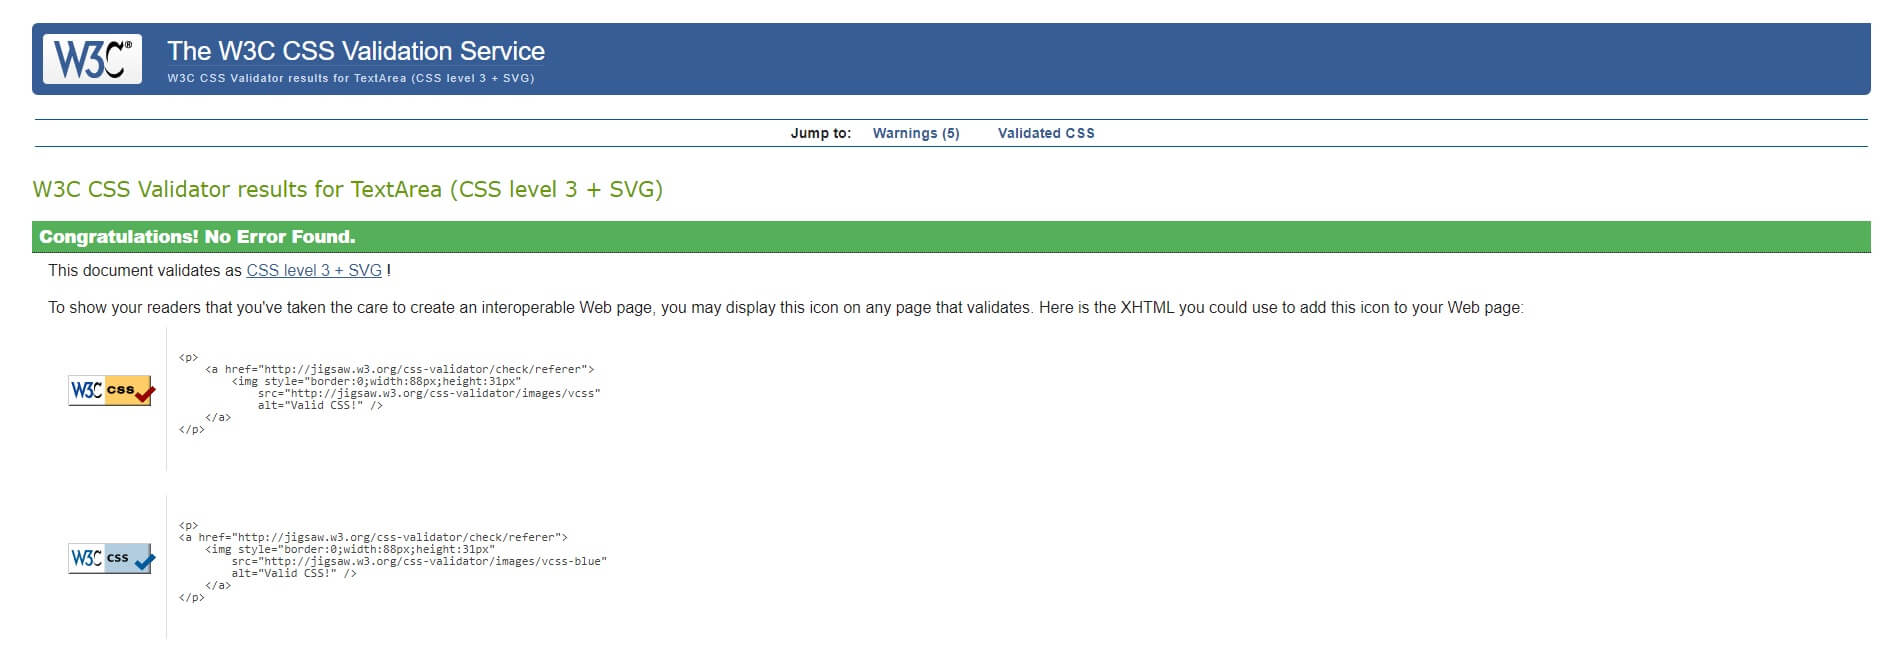 W3C®
The W3C CSS Validation Service
W3C CSS Validator results for TextArea (CSS level 3 + SVG)
Jump to: Warnings (5) Validated CSS
W3C CSS Validator results for TextArea (CSS level 3 + SVG)
Congratulations! No Error Found.
This document validates as CSS level 3 + SVG !
To show your readers that you've taken the care to create an interoperable Web page, you may display this icon on any page that validates. Here is the XHTML you could use to add this icon to your Web page:
W3C css
<p>
    <a href="http://jigsaw.w3.org/css-validator/check/referer">
        <img style="border:0;width:88px;height:31px"
            src="http://jigsaw.w3.org/css-validator/images/vcss"
            alt="Valid CSS!" />
    </a>
</p>
W3C css
<p>
<a href="http://jigsaw.w3.org/css-validator/check/referer">
    <img style="border:0;width:88px;height:31px"
        src="http://jigsaw.w3.org/css-validator/images/vcss-blue"
        alt="Valid CSS!" />
    </a>
</p>